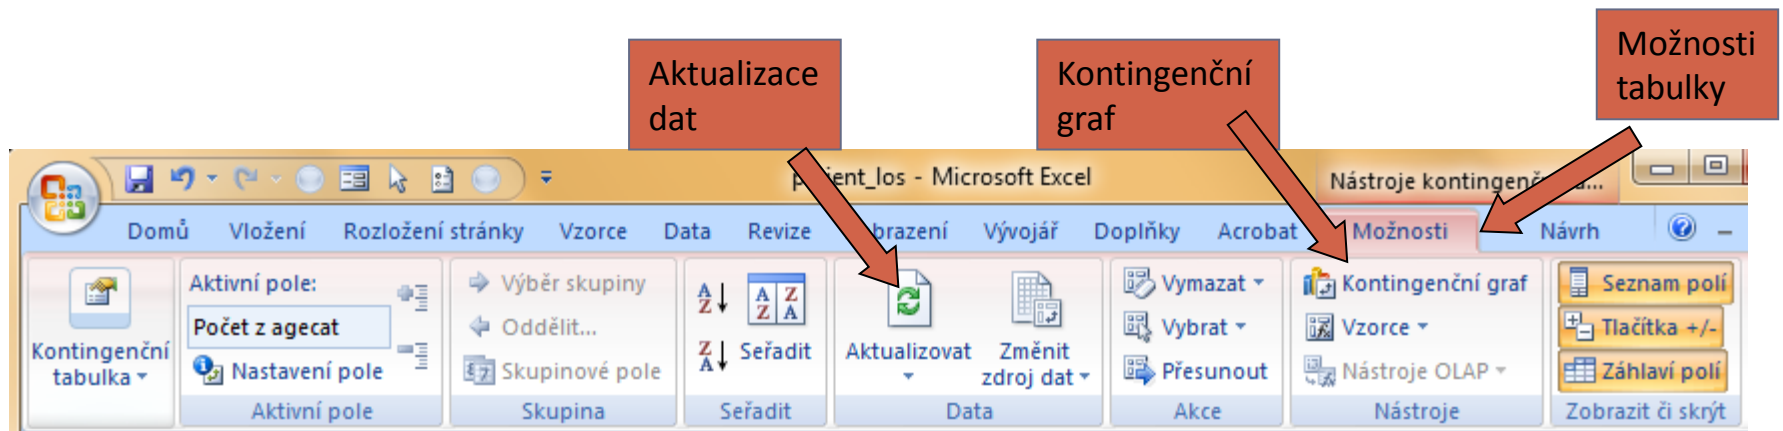 Aktualizace
dat
Kontingenční
graf
Možnosti
tabulky
ient_los - Microsoft Excel
Nástroje kontingenč
Domů Vložení Rozložení stránky Vzorce Data Revize brazení Vývojář Doplňky Acrobat Možnosti Návrh
Kontingenční
tabulka
Aktivní pole:
Počet z agecat
Nastavení pole
Aktivní pole
Výběr skupiny
Oddělit...
Skupinové pole
Skupina
Seřadit
Seřadit
Aktualizovat
Změnit
zdroj dat
Data
Vymazat
Vybrat
Přesunout
Akce
Kontingenční graf
Vzorce
Nástroje OLAP
Nástroje
Seznam polí
Tlačítka +/-
Záhlaví polí
Zobrazit či skrýt